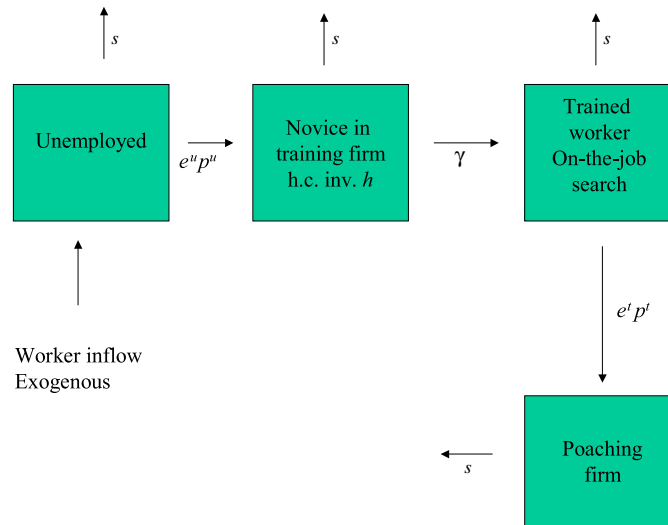 s
s
s
Unemployed
e^u p^u
Novice in
training firm
h.c. inv. h
γ
Trained
worker
On-the-job
search
e^t p^t
Worker inflow
Exogenous
s
Poaching
firm